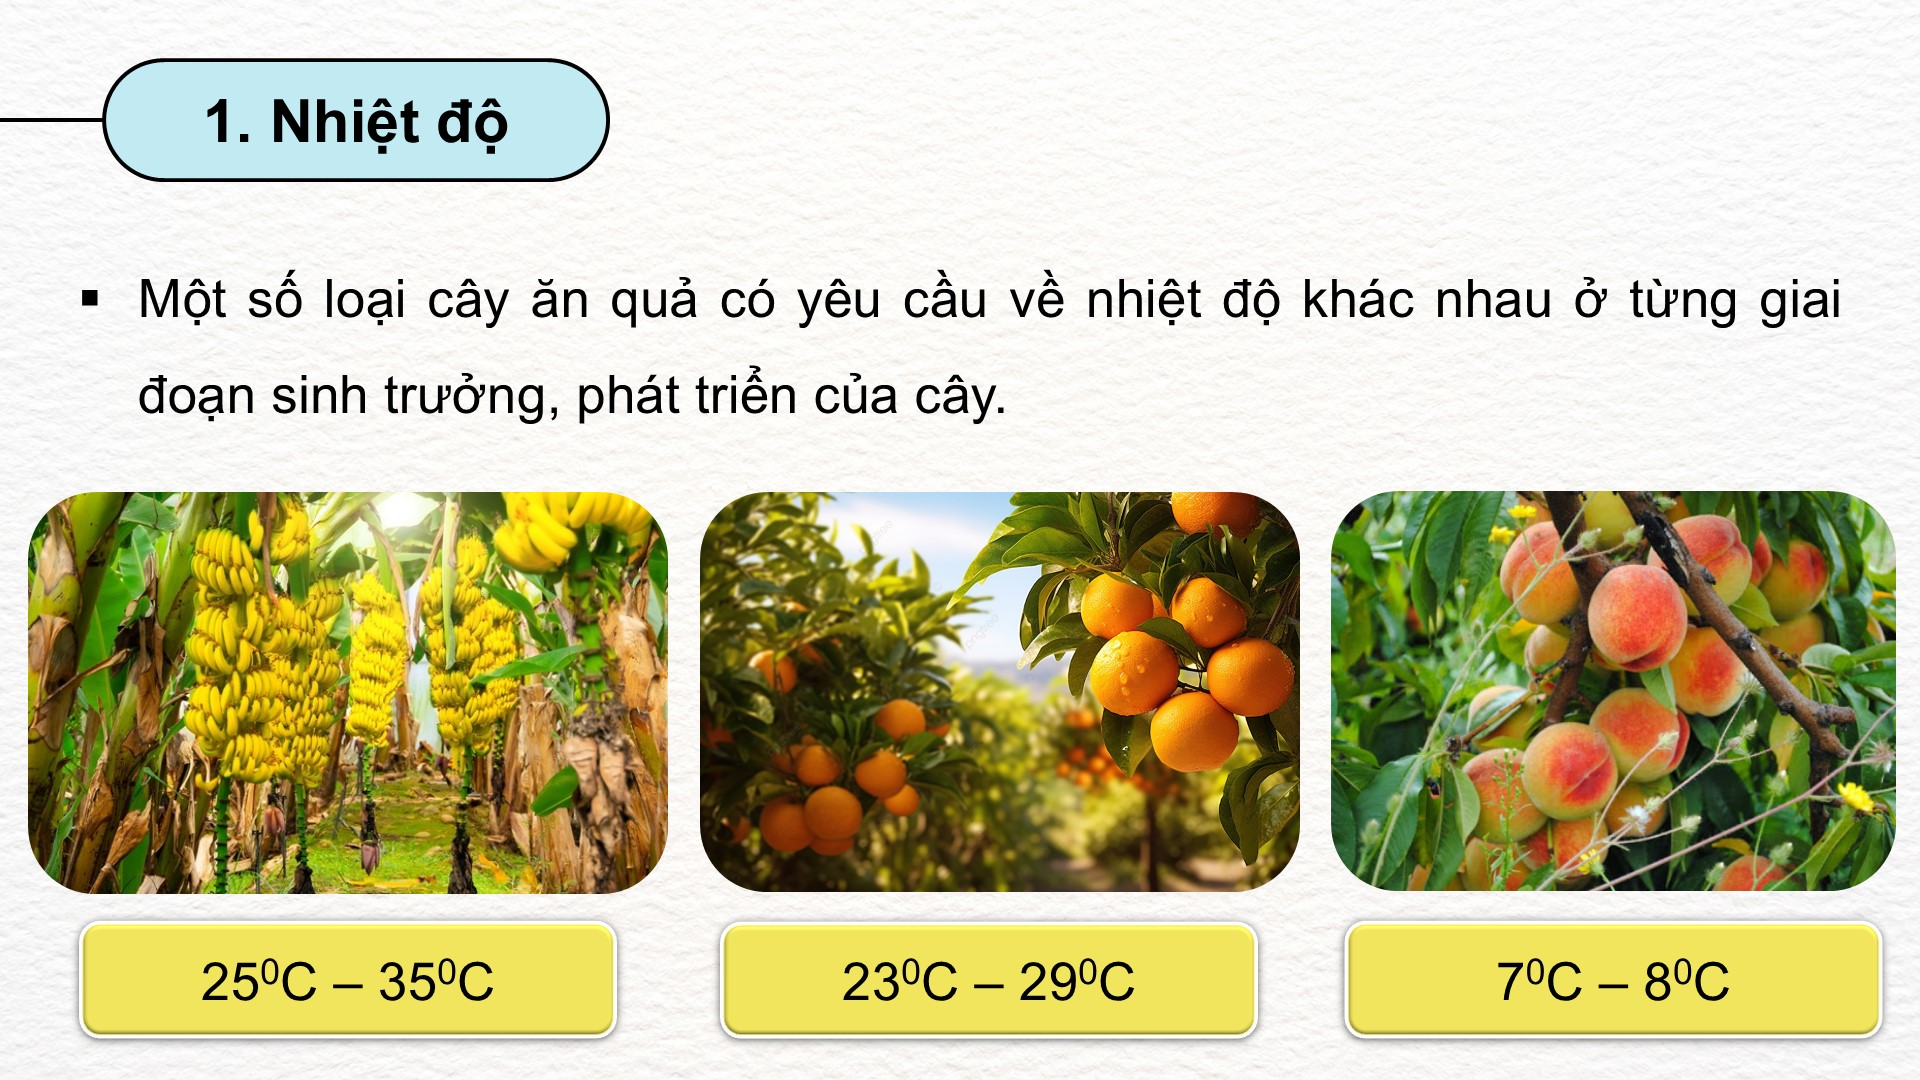 1. Nhiệt độ
▪ Một số loại cây ăn quả có yêu cầu về nhiệt độ khác nhau ở từng giai
đoạn sinh trưởng, phát triển của cây.
25⁰C – 35⁰C
23⁰C – 29⁰C
7⁰C – 8⁰C